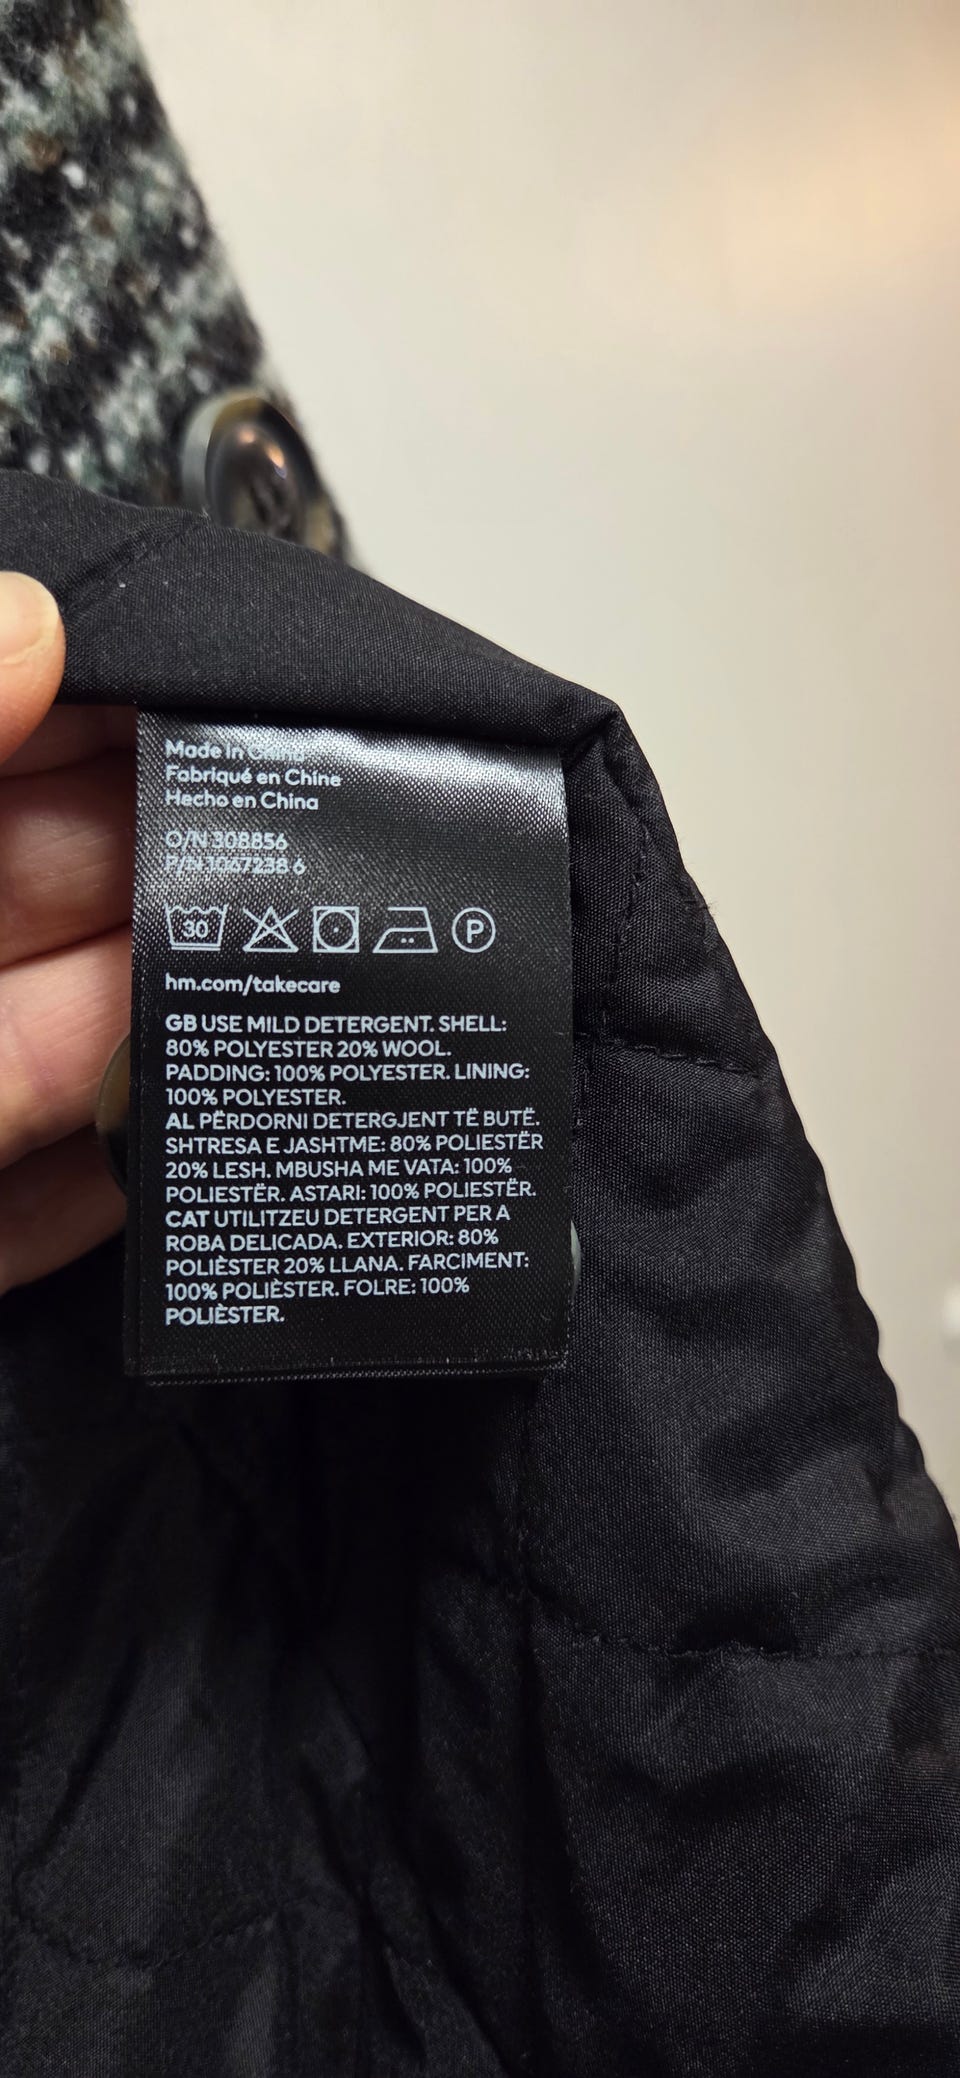 Made in China
Fabriqué en Chine
Hecho en China
O/N 308856
P/N 1067238 6
30 P
hm.com/takecare
GB USE MILD DETERGENT. SHELL:
80% POLYESTER 20% WOOL.
PADDING: 100% POLYESTER. LINING:
100% POLYESTER.
AL PËRDORNI DETERGJENT TË BUTË.
SHTRESA E JASHTME: 80% POLIESTËR
20% LESH. MBUSHA ME VATA: 100%
POLIESTËR. ASTARI: 100% POLIESTËR.
CAT UTILITZEU DETERGENT PER A
ROBA DELICADA. EXTERIOR: 80%
POLIÈSTER 20% LLANA. FARCIMENT:
100% POLIÈSTER. FOLRE: 100%
POLIÈSTER.